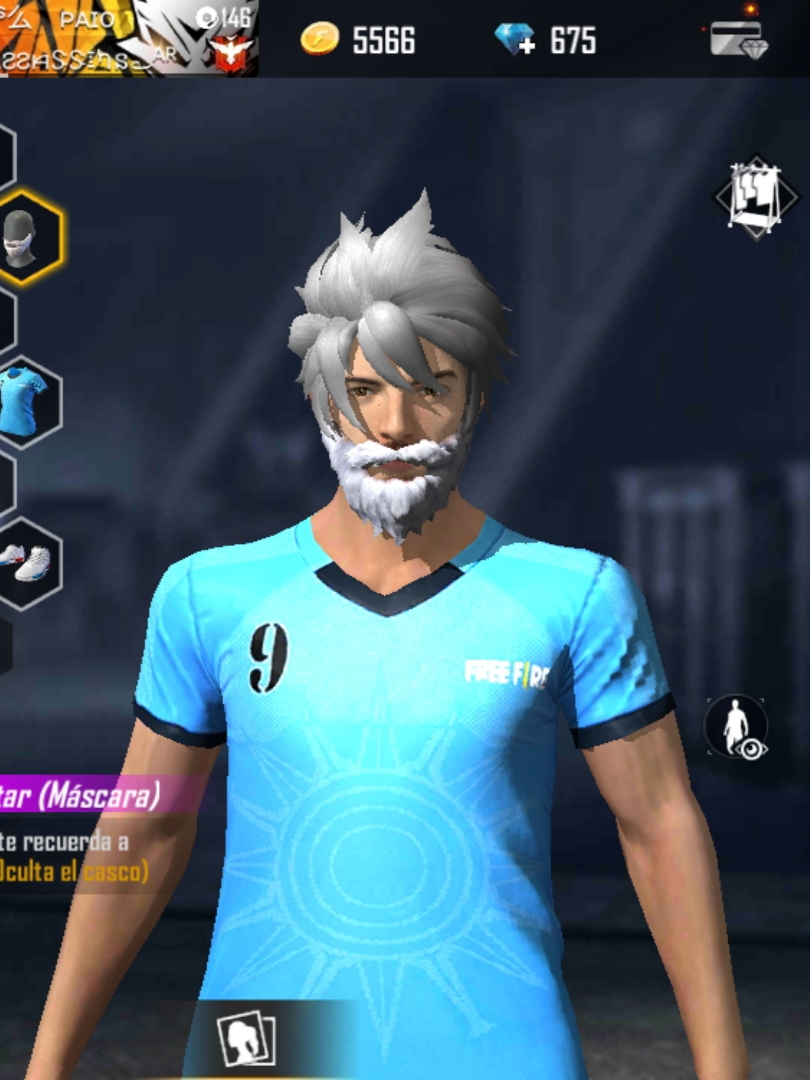 PAIO
146
5566
675
9
FREE FIRE
tar (Máscara)
te recuerda a
Oculta el casco)